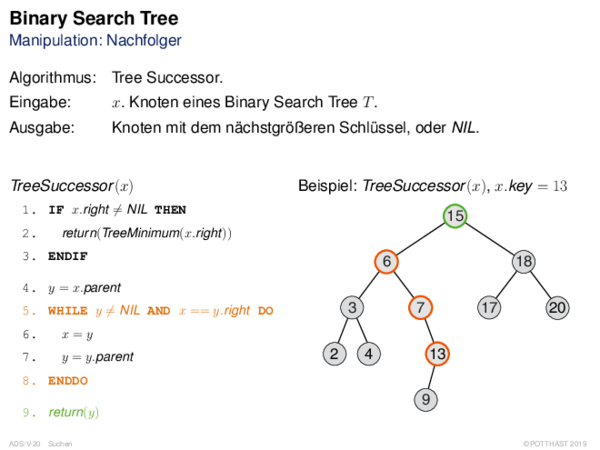 Binary Search Tree
Manipulation: Nachfolger
Algorithmus: Tree Successor.
Eingabe: x. Knoten eines Binary Search Tree T.
Ausgabe: Knoten mit dem nächstgrößeren Schlüssel, oder NIL.
TreeSuccessor(x)
1. IF x.right ≠ NIL THEN
2. return(TreeMinimum(x.right))
3. ENDIF
4. y = x.parent
5. WHILE y ≠ NIL AND x == y.right DO
6. x = y
7. y = y.parent
8. ENDDO
9. return(y)
Beispiel: TreeSuccessor(x), x.key = 13
15
6 18
3 7 17 20
2 4 13
9
ADS:V-20 Suchen
© POTTHAST 2019